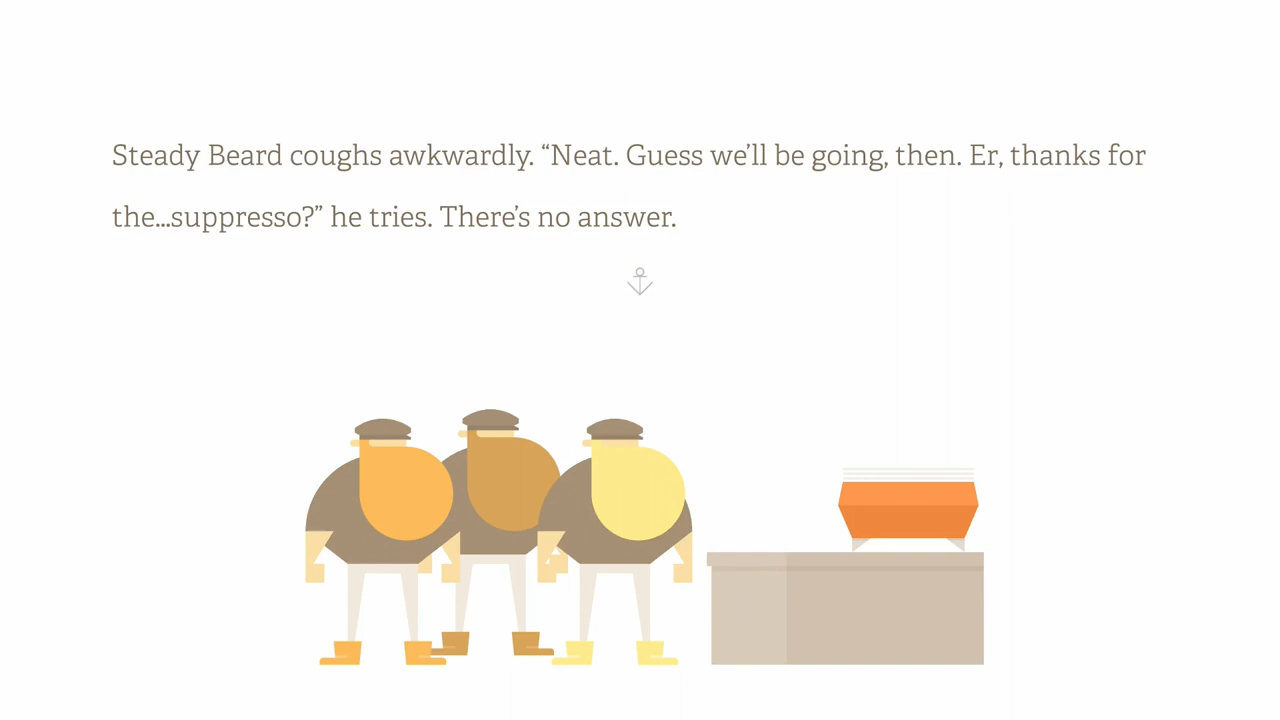 Steady Beard coughs awkwardly. “Neat. Guess we’ll be going, then. Er, thanks for
the...suppresso?” he tries. There’s no answer.